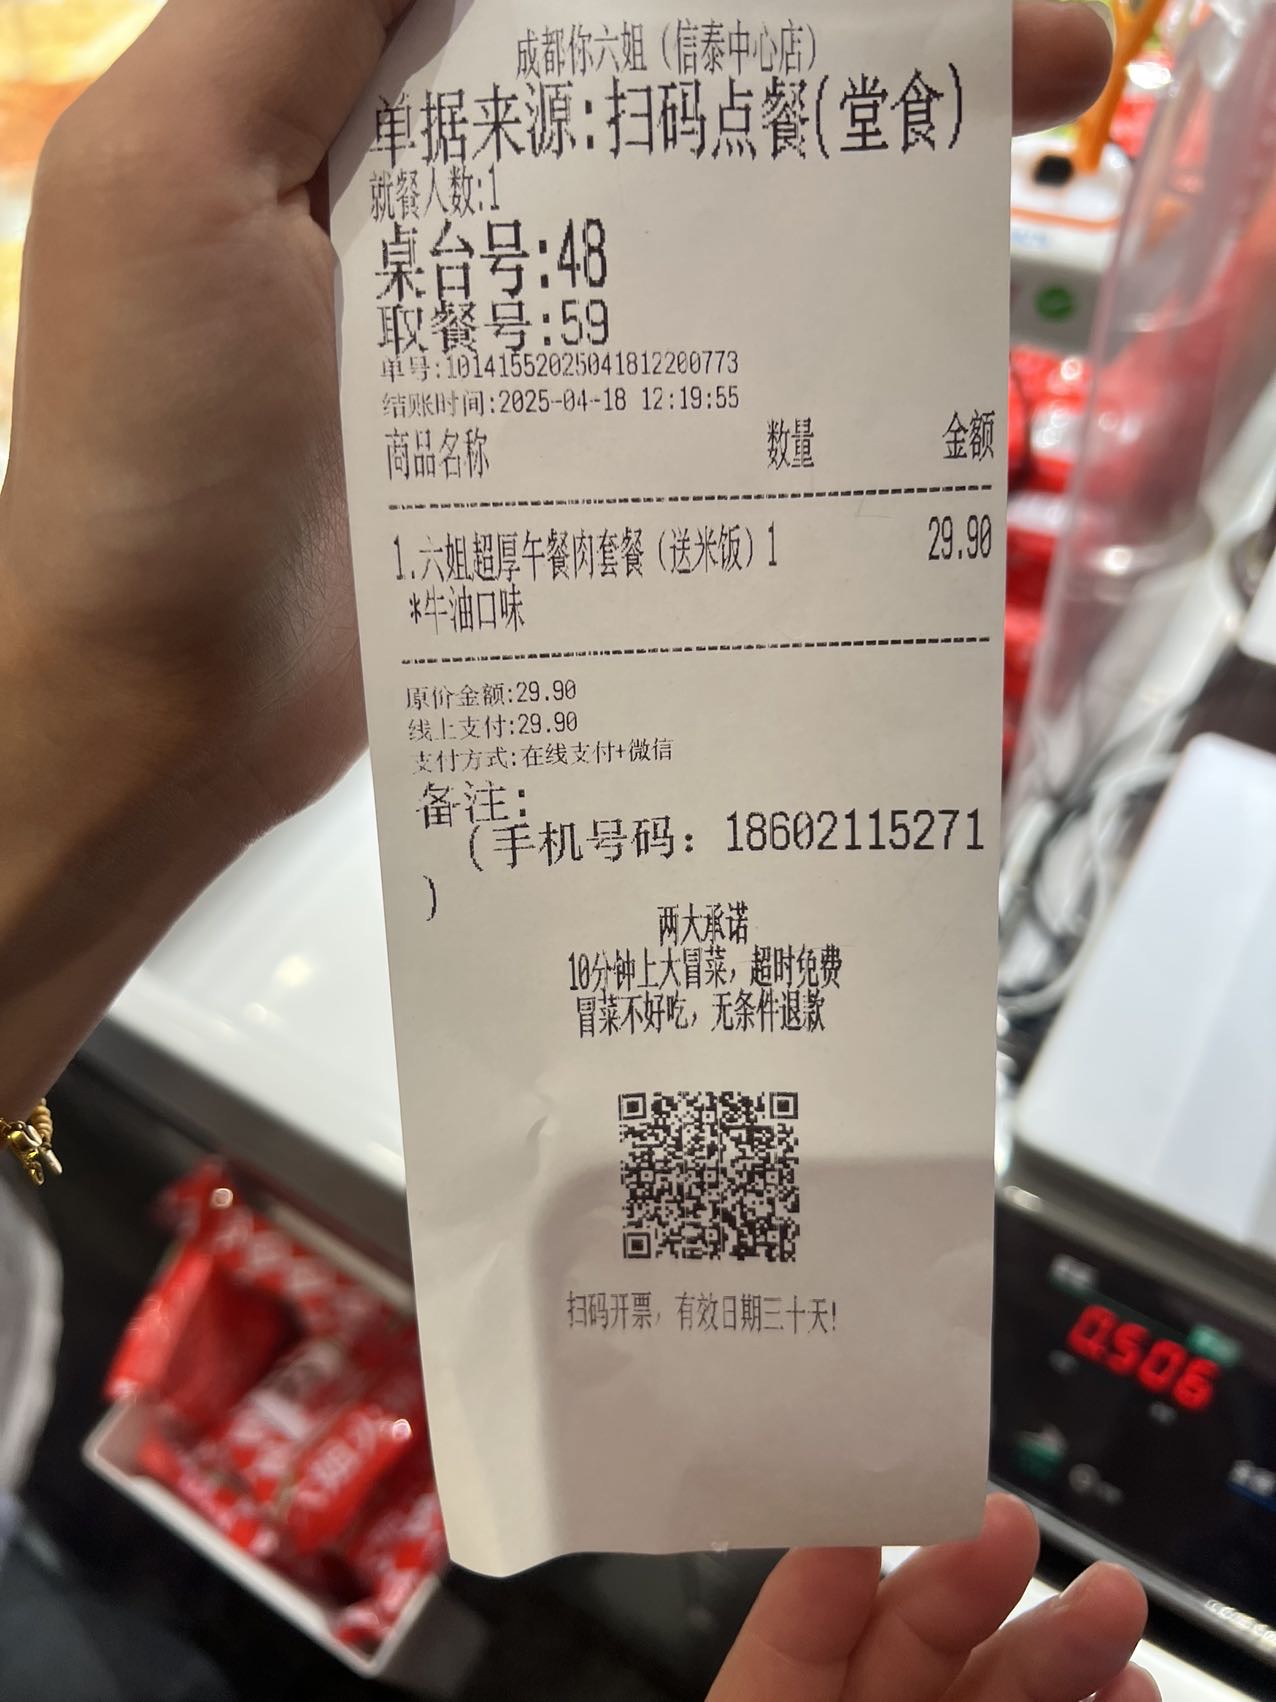 成都你六姐（信泰中心店）
单据来源:扫码点餐(堂食)
就餐人数:1
桌台号:48
取餐号:59
单号:10141552025041812200773
结账时间:2025-04-18 12:19:55
商品名称 数量 金额
1.六姐超厚午餐肉套餐（送米饭）1 29.90
*牛油口味
原价金额:29.90
线上支付:29.90
支付方式:在线支付+微信
备注:
(手机号码：18602115271
)
两大承诺
10分钟上大冒菜，超时免费
冒菜不好吃，无条件退款
扫码开票，有效日期三十天!
0.506